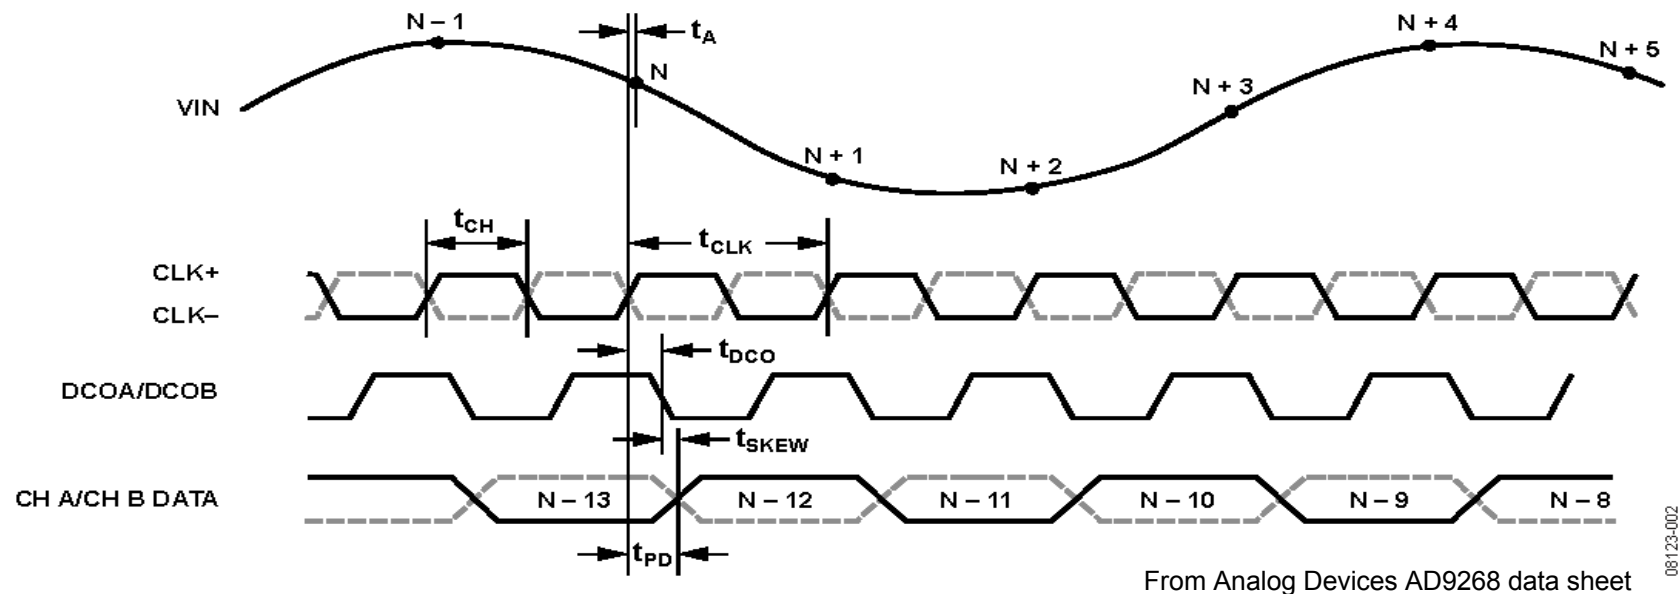 N – 1
tA
N
N + 4
N + 5
VIN
N + 3
N + 1
N + 2
tCH
tCLK
CLK+
CLK–
tDCO
DCOA/DCOB
tSKEW
CH A/CH B DATA
N – 13
N – 12
N – 11
N – 10
N – 9
N – 8
tPD
08123-002
From Analog Devices AD9268 data sheet